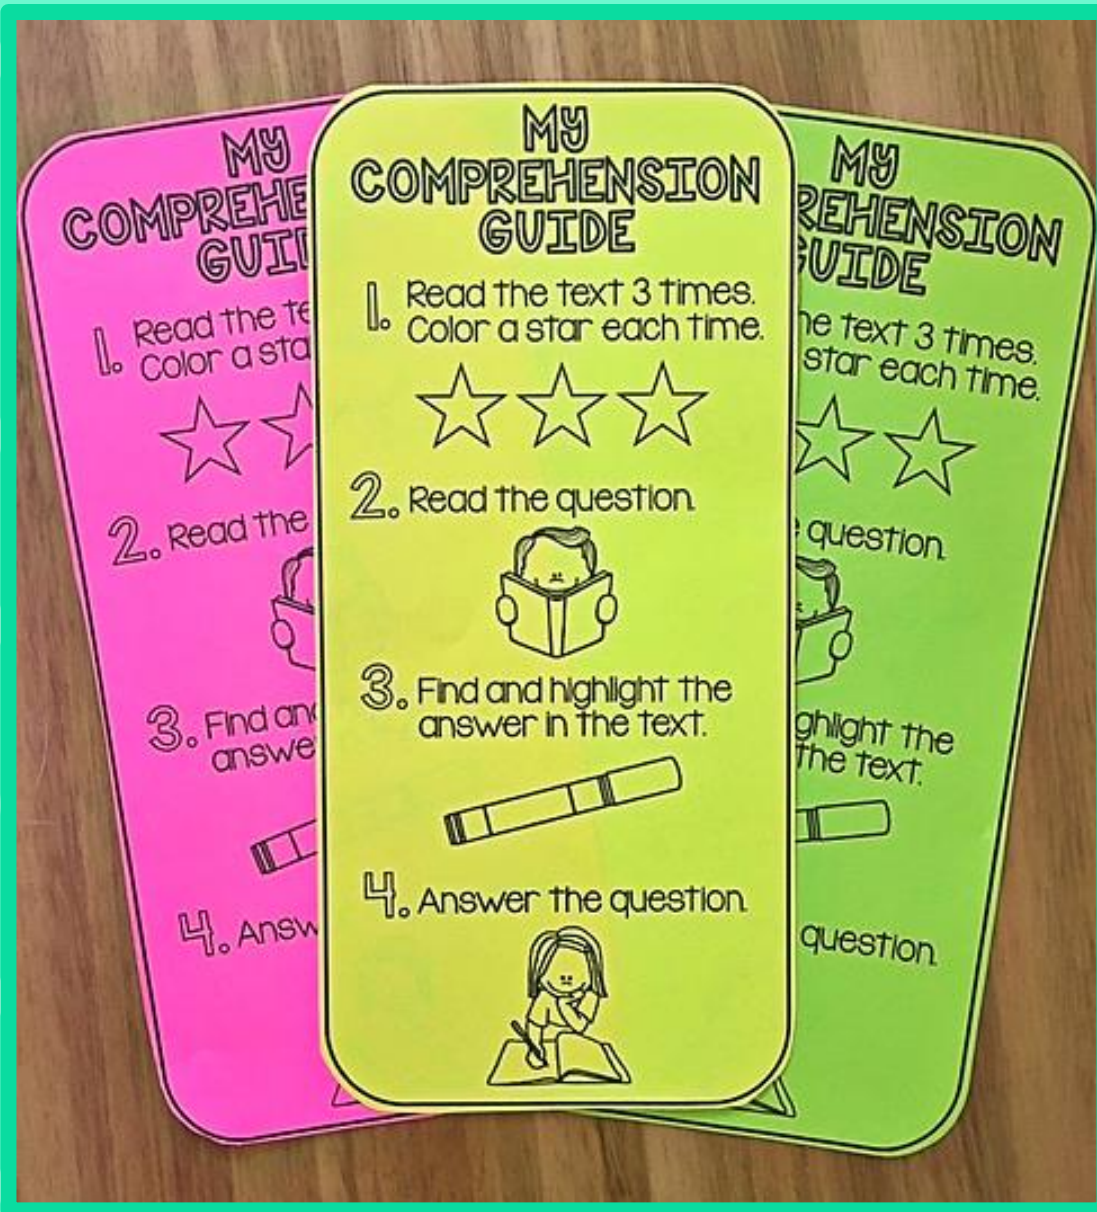 MY
COMPREHE
GUI
1. Read the te
Color a sta
2. Read the
3. Find an
answe
4. Answ
MY
COMPREHENSION
GUIDE
1. Read the text 3 times.
Color a star each time.
2. Read the question.
3. Find and highlight the
answer in the text.
4. Answer the question.
MY
REHENSION
GUIDE
he text 3 times.
star each time.
question.
ghlight the
the text.
question.